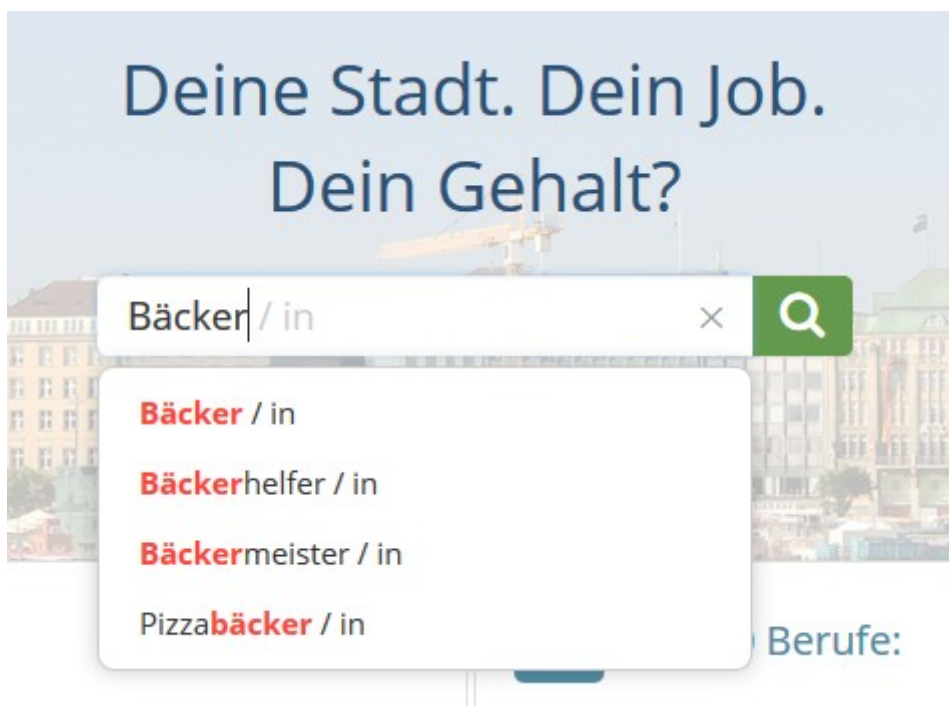 Deine Stadt. Dein Job.
Dein Gehalt?
Bäcker / in
Bäcker / in
Bäckerhelfer / in
Bäckermeister / in
Pizzabäcker / in
Berufe: